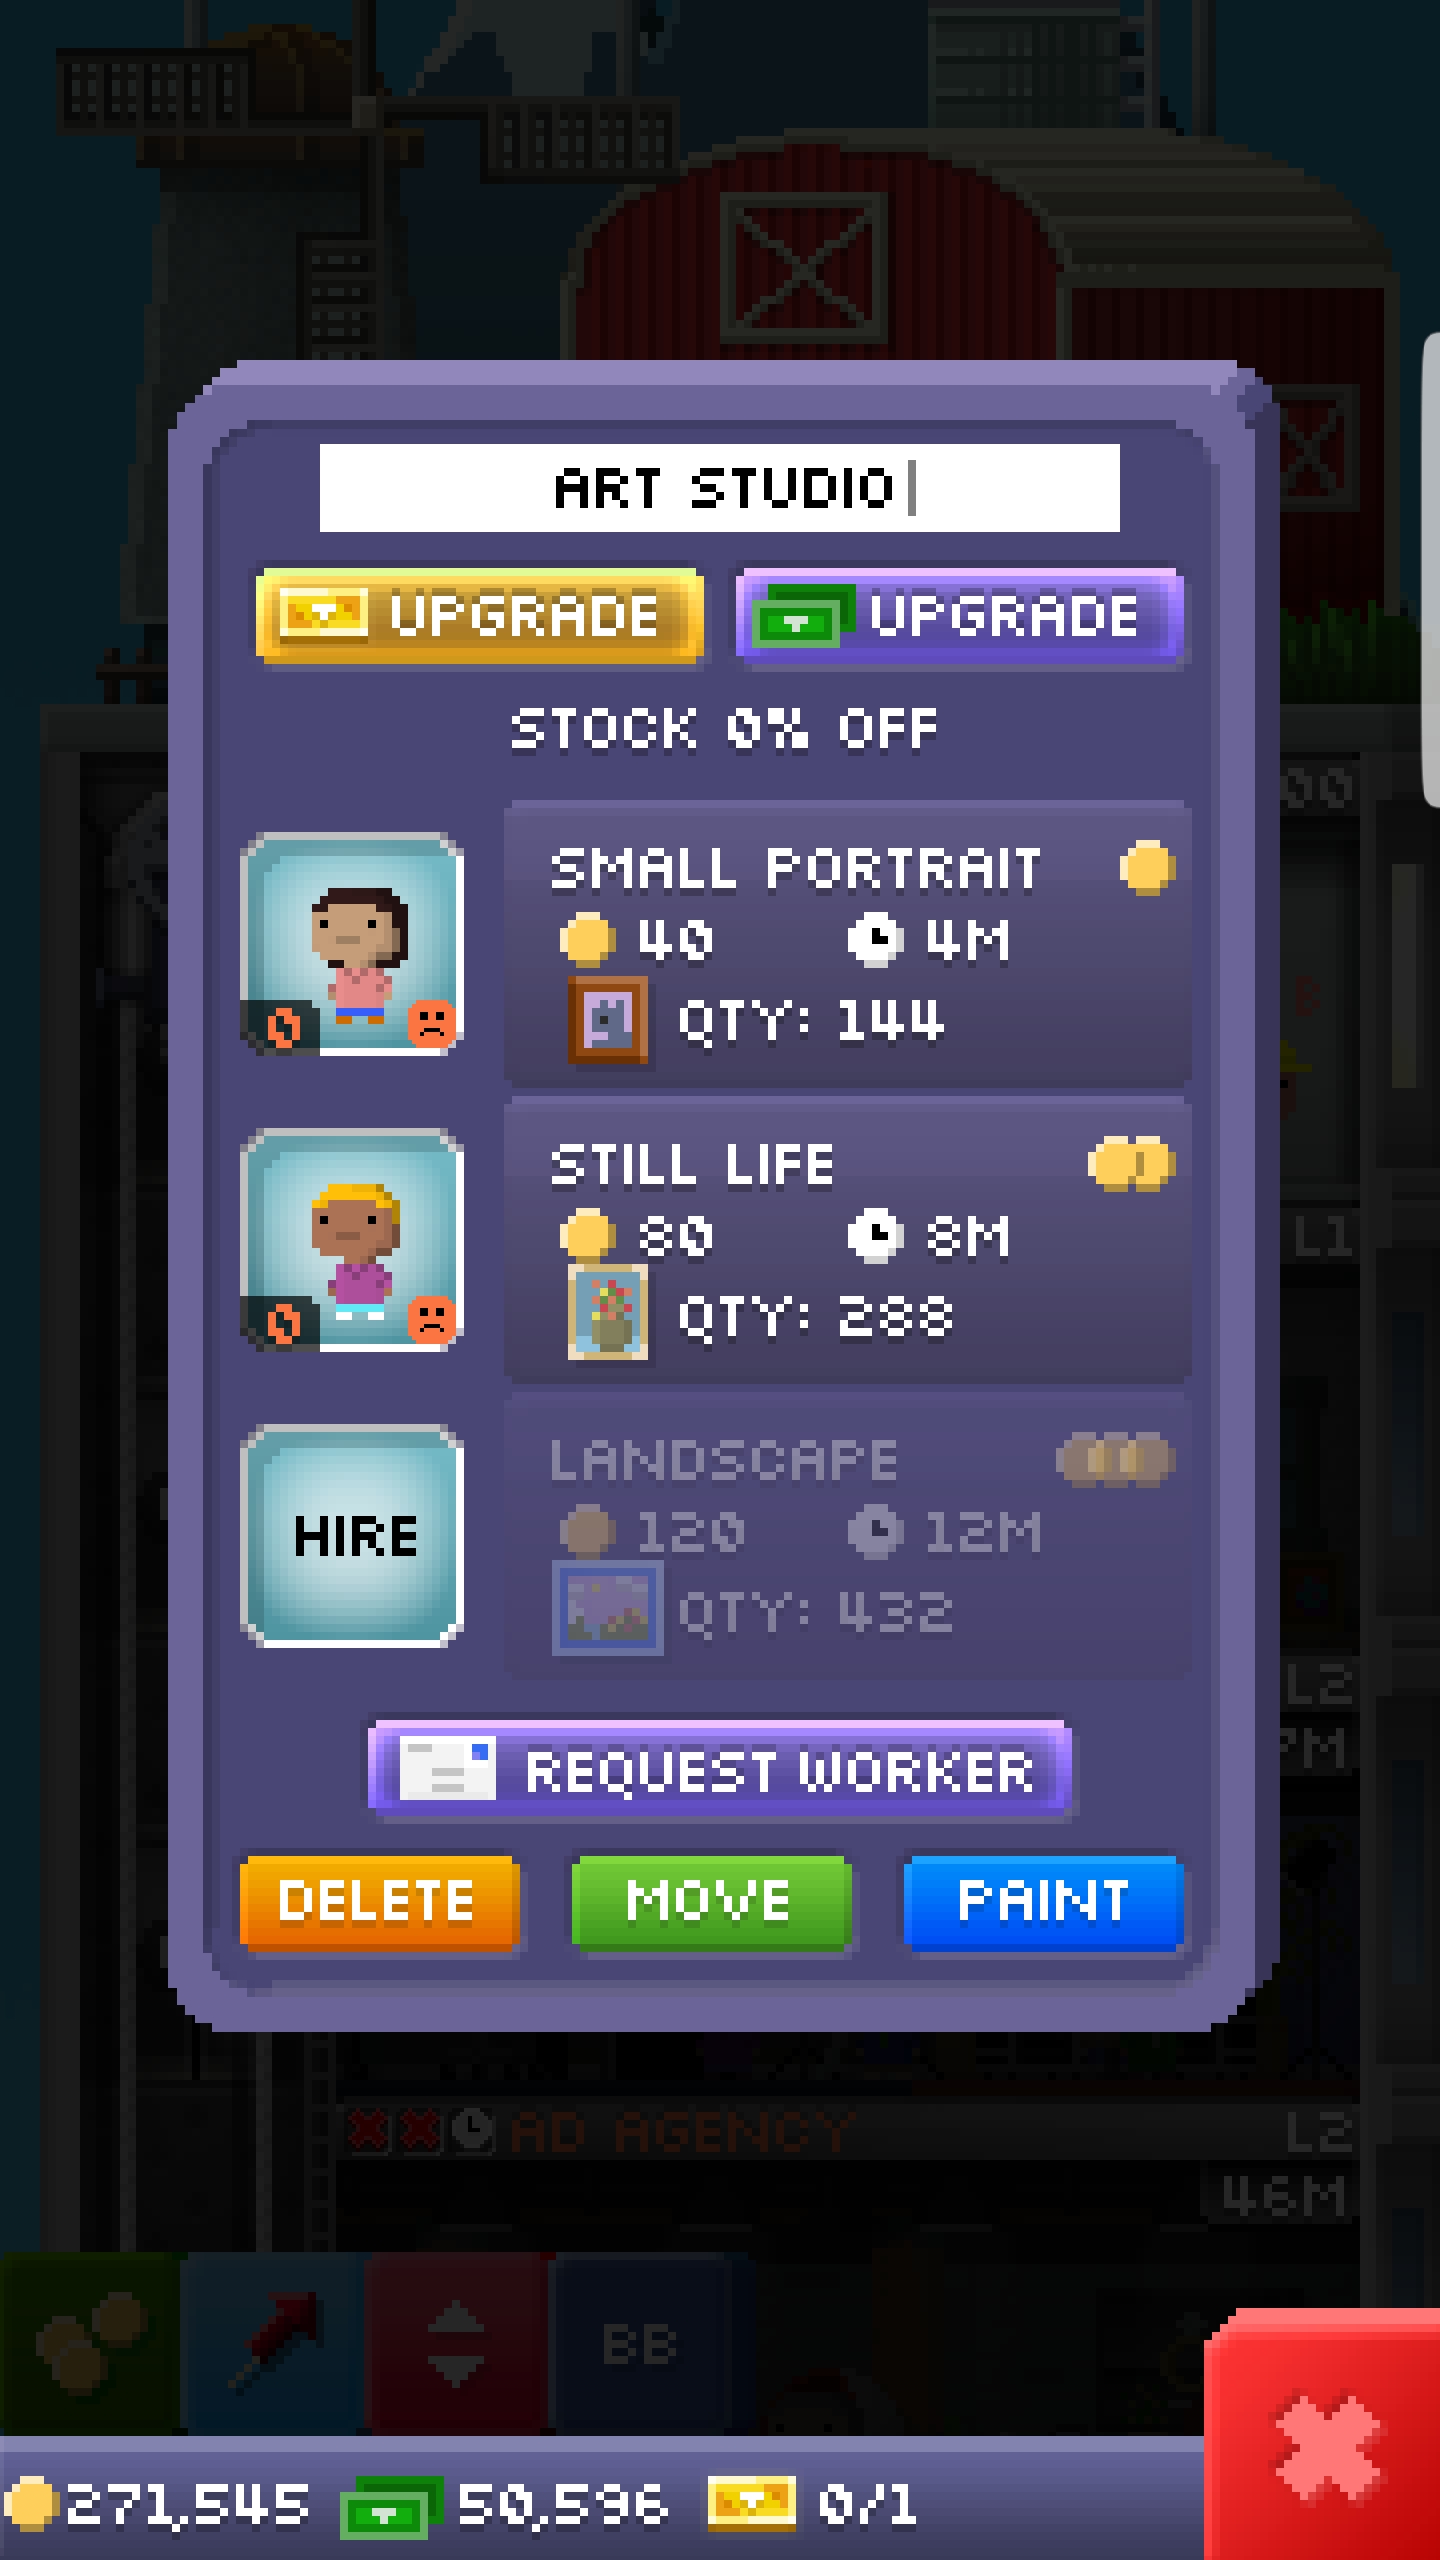 ART STUDIO
UPGRADE UPGRADE
STOCK 0% OFF
00
SMALL PORTRAIT
40 4M
0 QTY: 144
STILL LIFE
L1
80 8M
0 QTY: 288
LANDSCAPE
HIRE 120 12M
QTY: 432
L2
REQUEST WORKER
DELETE MOVE PAINT
AD AGENCY L2
46M
BB
271,545 50,596 0/1